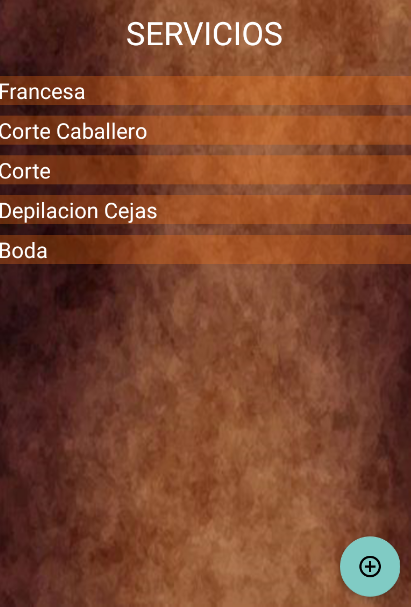 SERVICIOS
Francesa
Corte Caballero
Corte
Depilacion Cejas
Boda